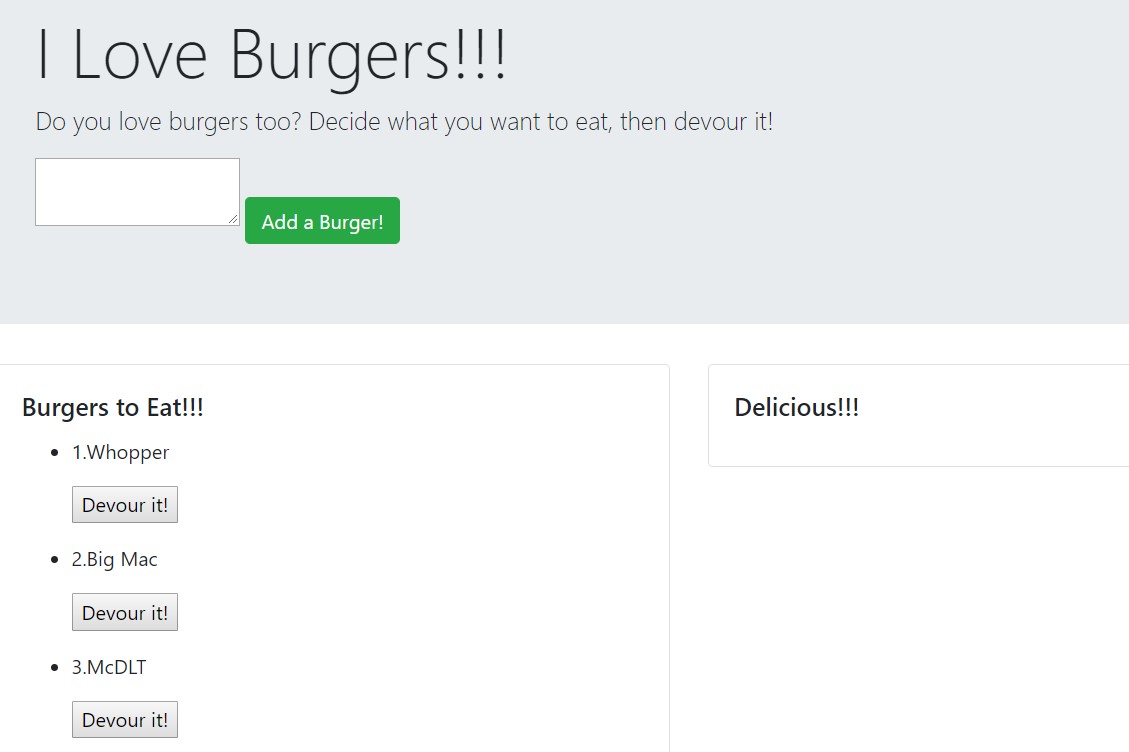 I Love Burgers!!!
Do you love burgers too? Decide what you want to eat, then devour it!
Add a Burger!
Burgers to Eat!!!
1.Whopper
Devour it!
2.Big Mac
Devour it!
3.McDLT
Devour it!
Delicious!!!